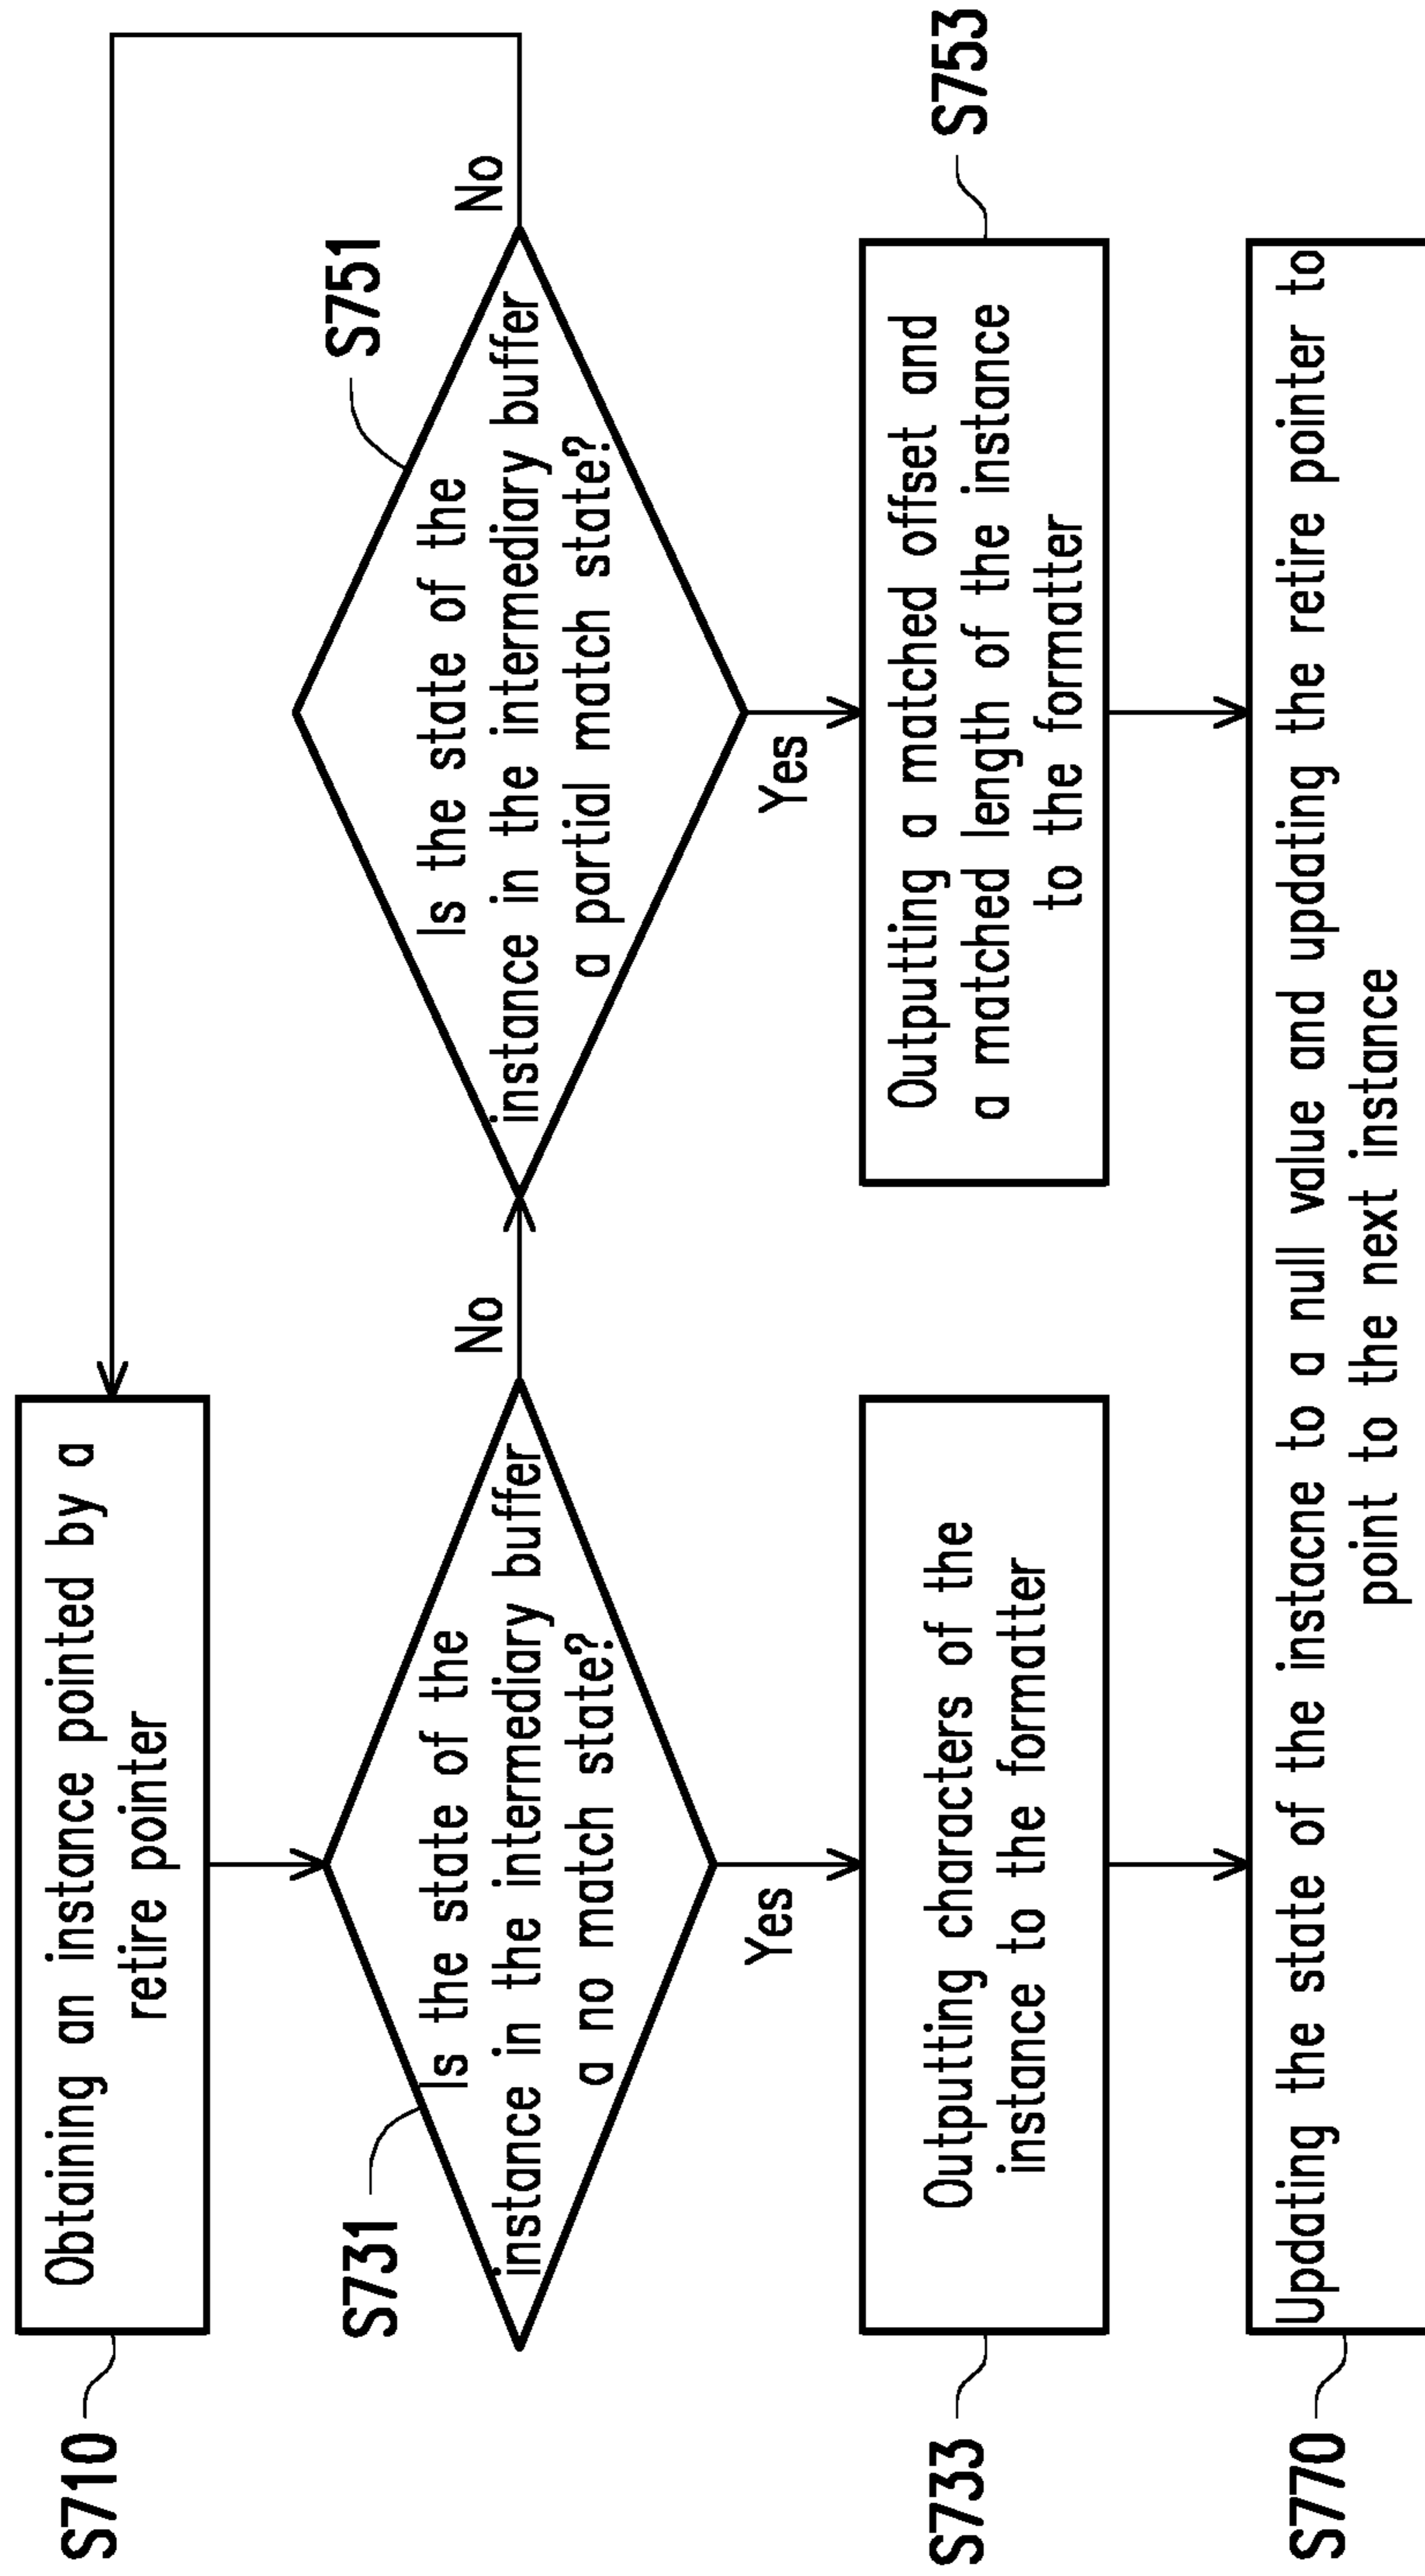 S710
Obtaining an instance pointed by a
retire pointer
S731
Is the state of the
instance in the intermediary buffer
a no match state?
No
Yes
S751
Is the state of the
instance in the intermediary buffer
a partial match state?
No
Yes
S733
Outputting characters of the
instance to the formatter
S753
Outputting a matched offset and
a matched length of the instance
to the formatter
S770
Updating the state of the instacne to a null value and updating the retire pointer to
point to the next instance